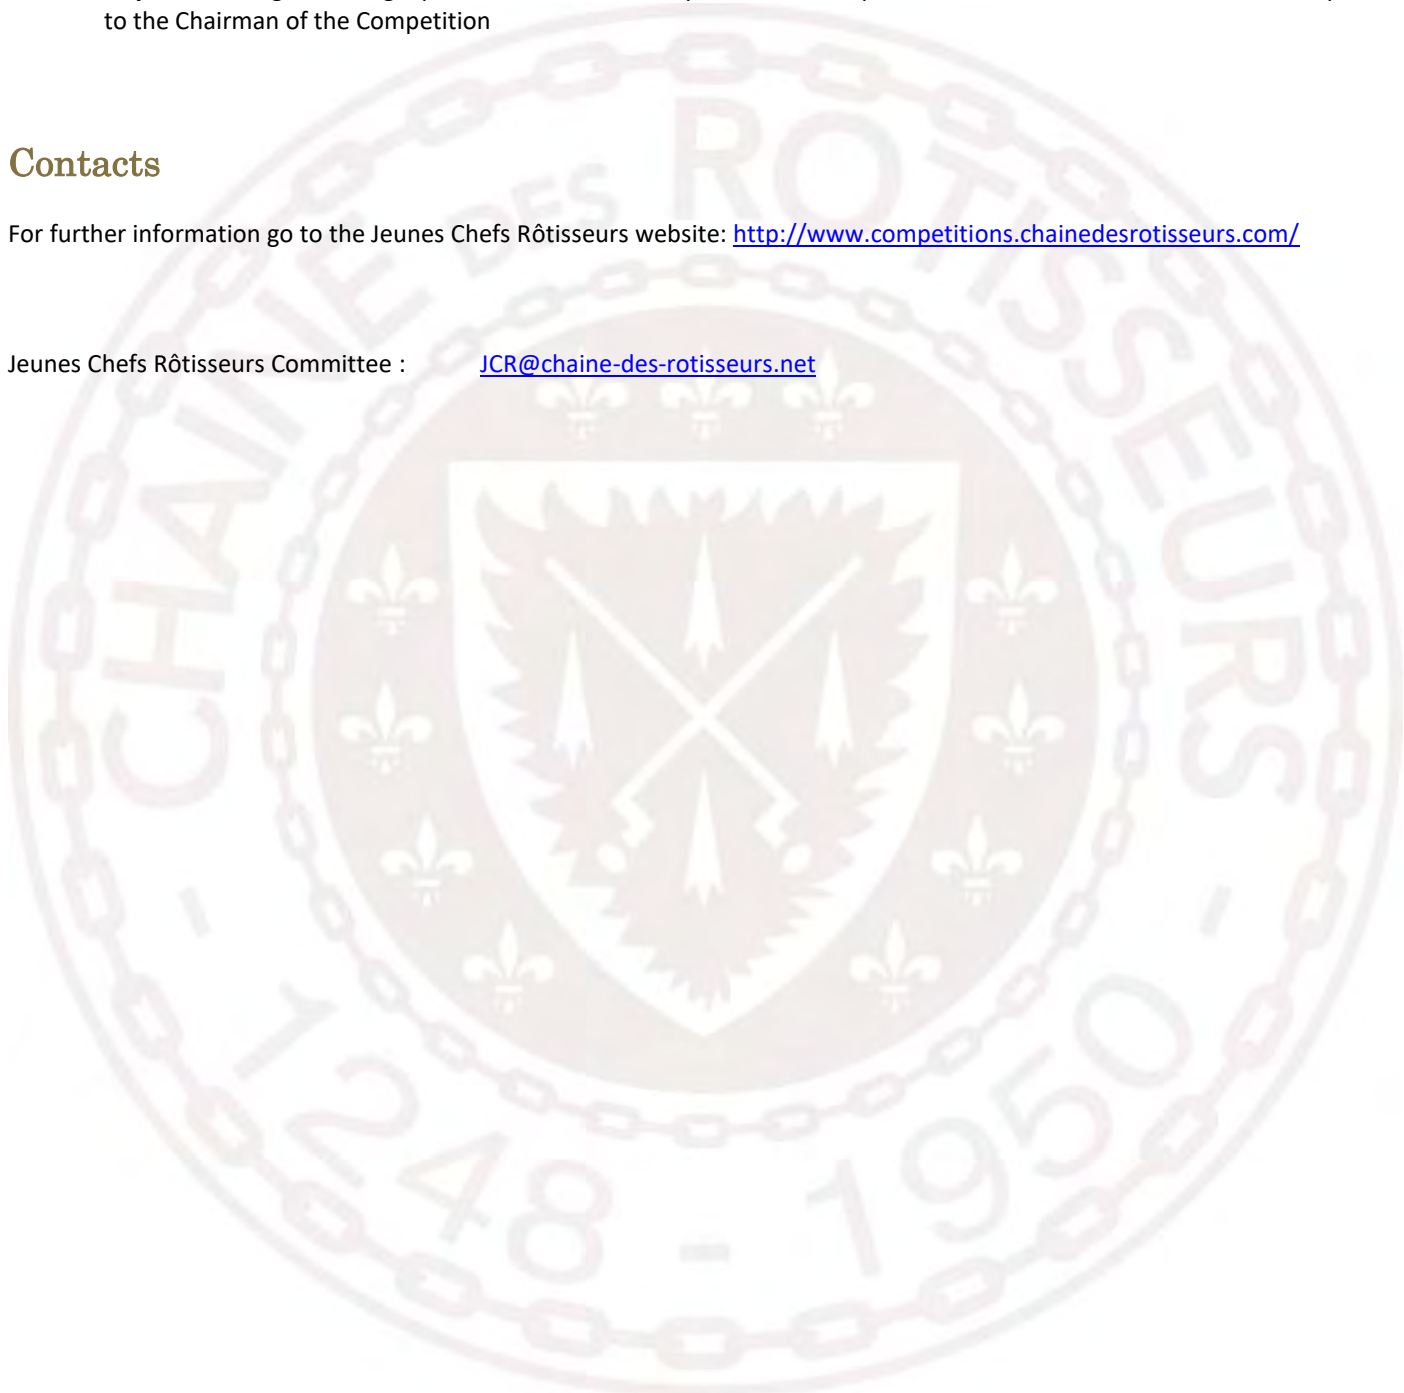 to the Chairman of the Competition
Contacts
For further information go to the Jeunes Chefs Rôtisseurs website: http://www.competitions.chainedesrotisseurs.com/
Jeunes Chefs Rôtisseurs Committee : JCR@chaine-des-rotisseurs.net
CHAINE DES ROTISSEURS
- 1248 - 1950 -